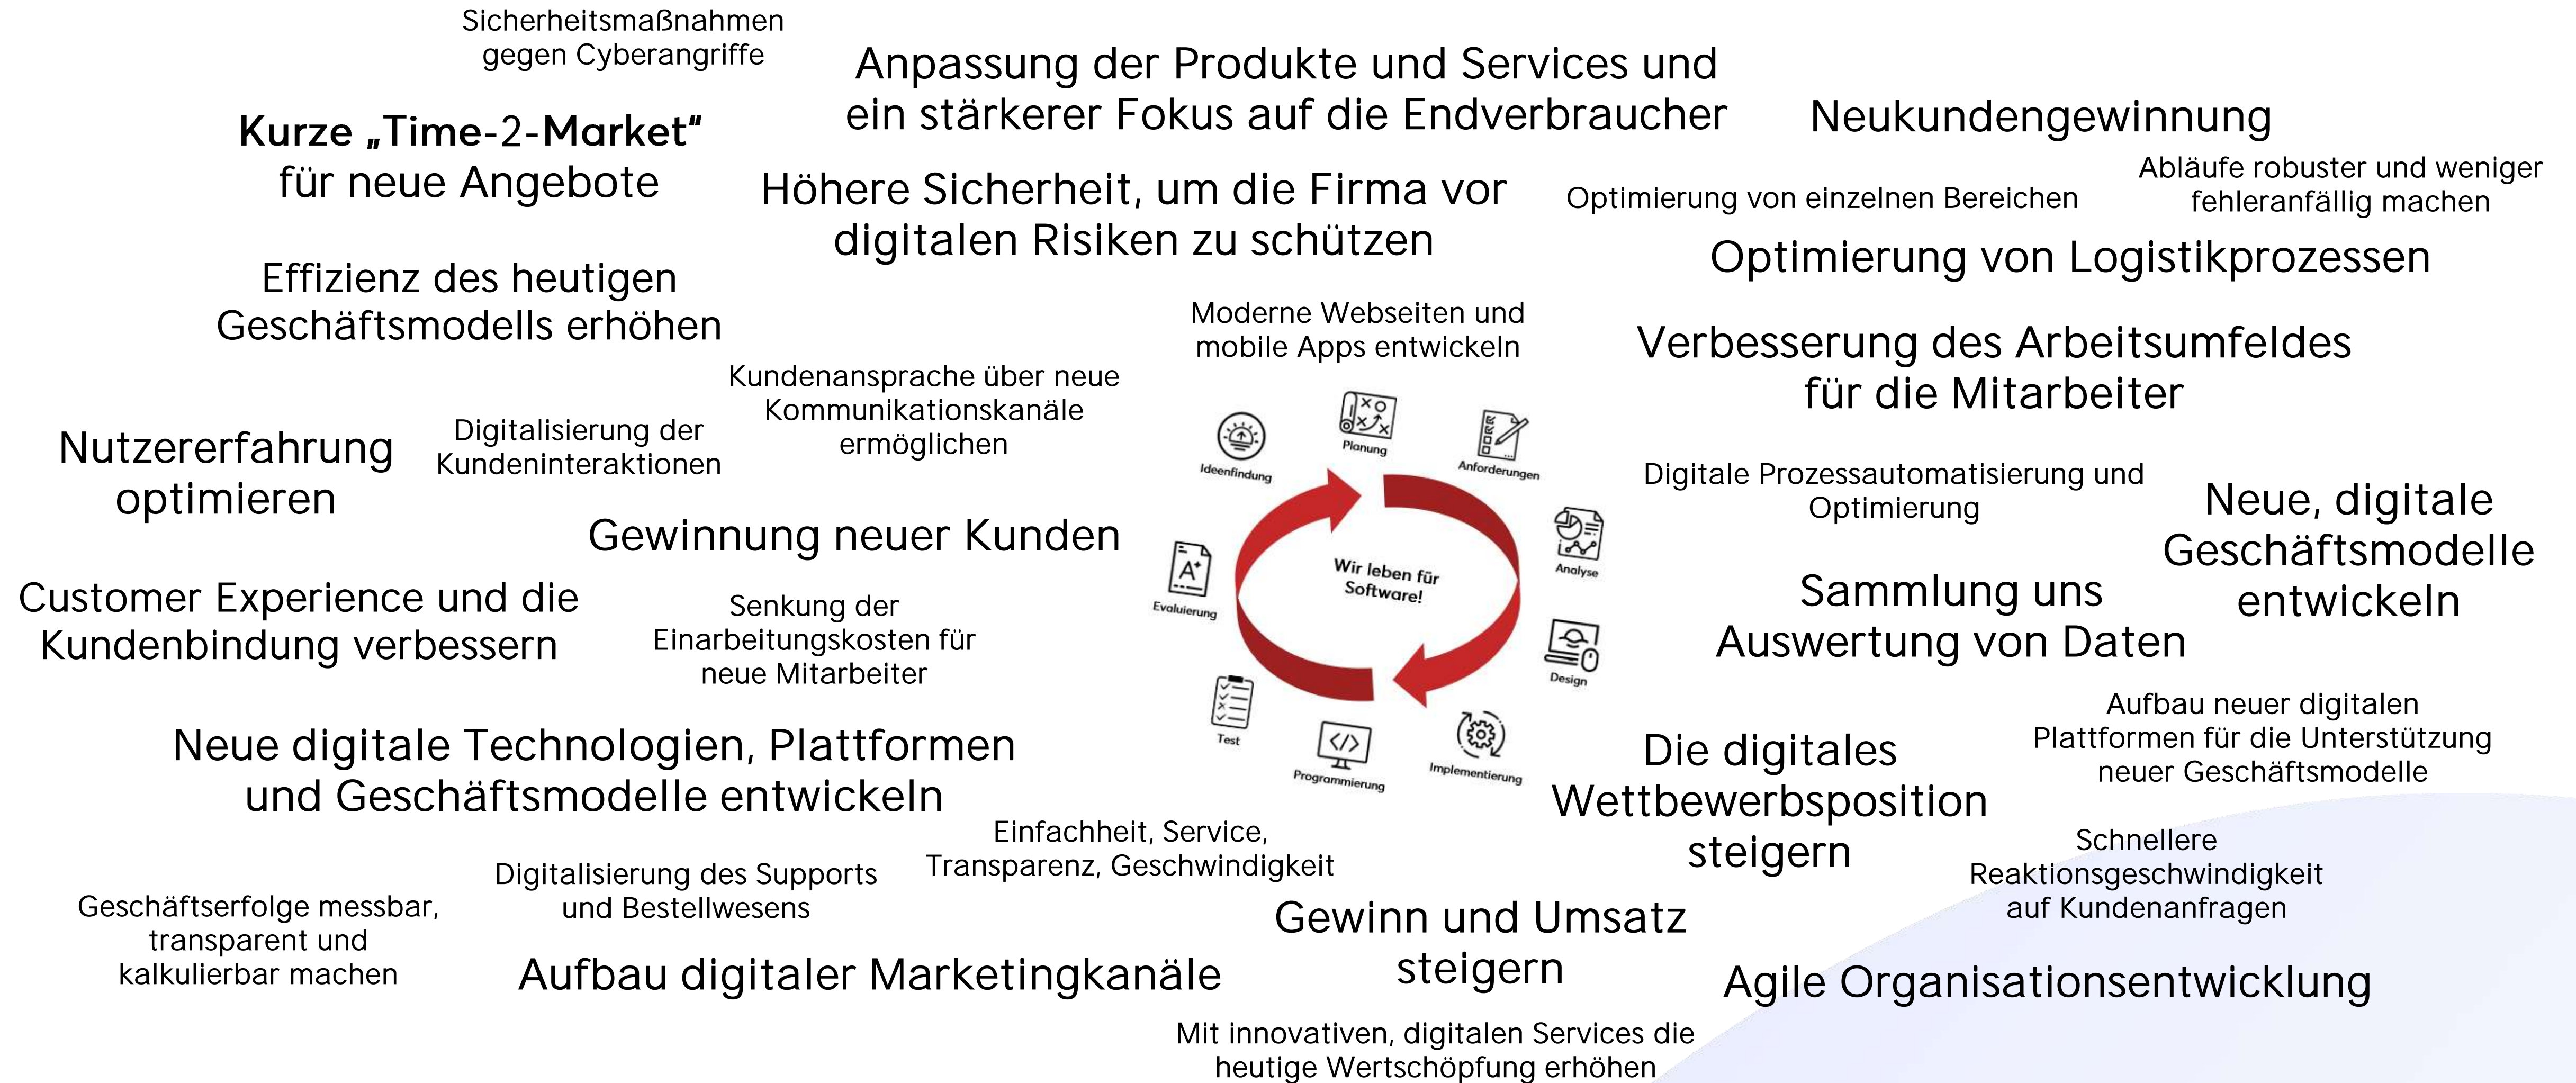 Sicherheitsmaßnahmen
gegen Cyberangriffe
Anpassung der Produkte und Services und
ein stärkerer Fokus auf die Endverbraucher
Neukundengewinnung
Kurze „Time-2-Market“
für neue Angebote
Höhere Sicherheit, um die Firma vor
digitalen Risiken zu schützen
Optimierung von einzelnen Bereichen
Abläufe robuster und weniger
fehleranfällig machen
Optimierung von Logistikprozessen
Effizienz des heutigen
Geschäftsmodells erhöhen
Moderne Webseiten und
mobile Apps entwickeln
Verbesserung des Arbeitsumfeldes
für die Mitarbeiter
Kundenansprache über neue
Kommunikationskanäle
ermöglichen
Nutzererfahrung
optimieren
Digitalisierung der
Kundeninteraktionen
Ideenfindung
Planung
Anforderungen
Analyse
Design
Implementierung
Programmierung
Test
Evaluierung
A+
</>
Wir leben für
Software!
Digitale Prozessautomatisierung und
Optimierung
Neue, digitale
Geschäftsmodelle
entwickeln
Gewinnung neuer Kunden
Customer Experience und die
Kundenbindung verbessern
Senkung der
Einarbeitungskosten für
neue Mitarbeiter
Sammlung uns
Auswertung von Daten
Neue digitale Technologien, Plattformen
und Geschäftsmodelle entwickeln
Die digitales
Wettbewerbsposition
steigern
Aufbau neuer digitalen
Plattformen für die Unterstützung
neuer Geschäftsmodelle
Einfachheit, Service,
Transparenz, Geschwindigkeit
Schnellere
Reaktionsgeschwindigkeit
auf Kundenanfragen
Digitalisierung des Supports
und Bestellwesens
Geschäftserfolge messbar,
transparent und
kalkulierbar machen
Gewinn und Umsatz
steigern
Aufbau digitaler Marketingkanäle
Agile Organisationsentwicklung
Mit innovativen, digitalen Services die
heutige Wertschöpfung erhöhen